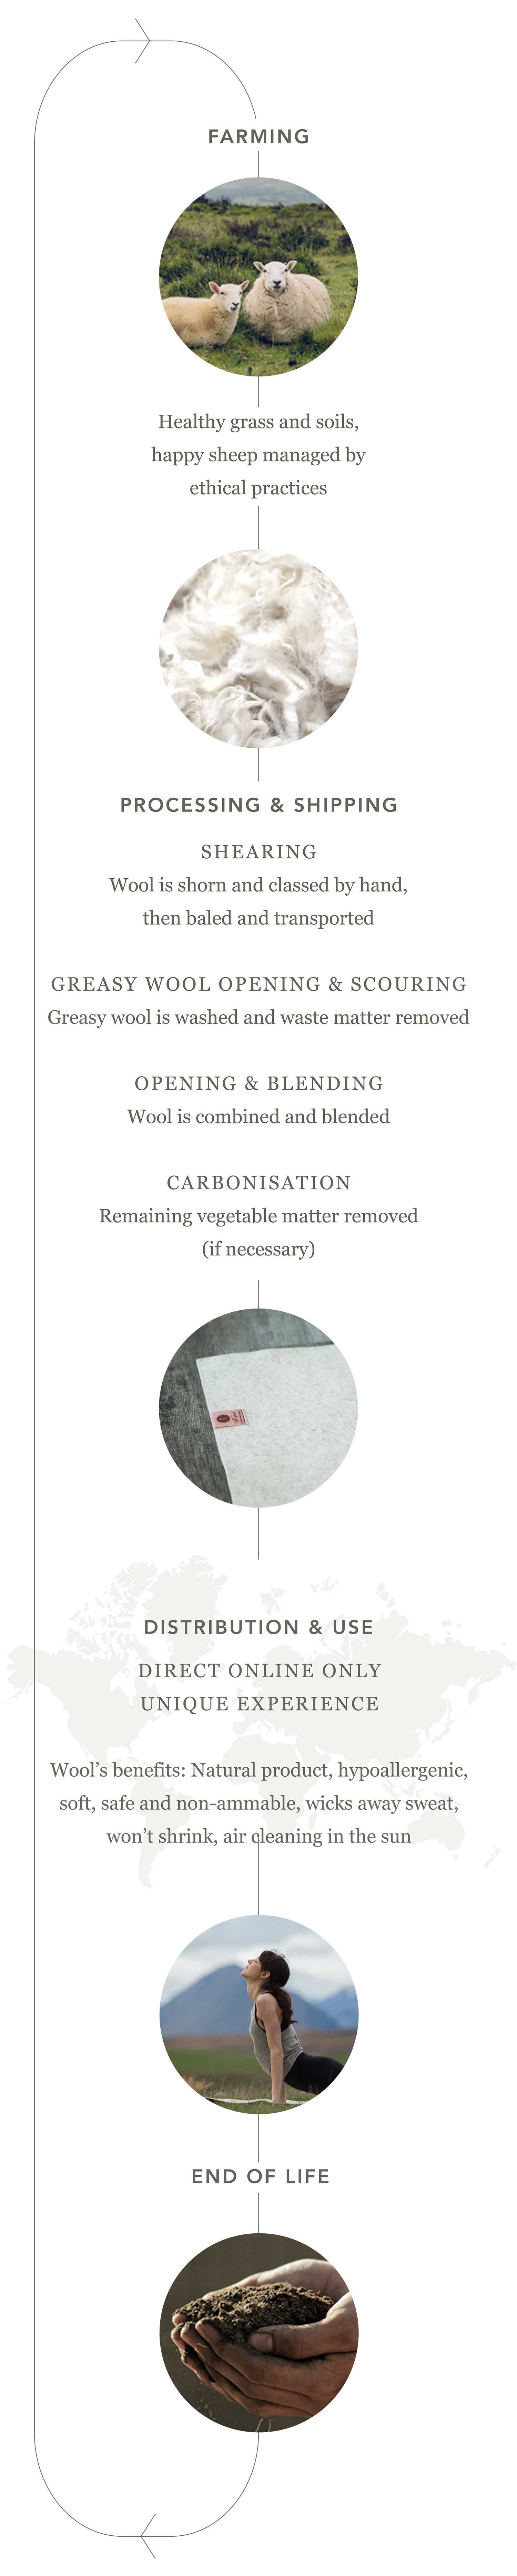 FARMING
Healthy grass and soils,
happy sheep managed by
ethical practices
PROCESSING & SHIPPING
SHEARING
Wool is shorn and classed by hand,
then baled and transported
GREASY WOOL OPENING & SCOURING
Greasy wool is washed and waste matter removed
OPENING & BLENDING
Wool is combined and blended
CARBONISATION
Remaining vegetable matter removed
(if necessary)
DISTRIBUTION & USE
DIRECT ONLINE ONLY
UNIQUE EXPERIENCE
Wool’s benefits: Natural product, hypoallergenic,
soft, safe and non-ammable, wicks away sweat,
won’t shrink, air cleaning in the sun
END OF LIFE